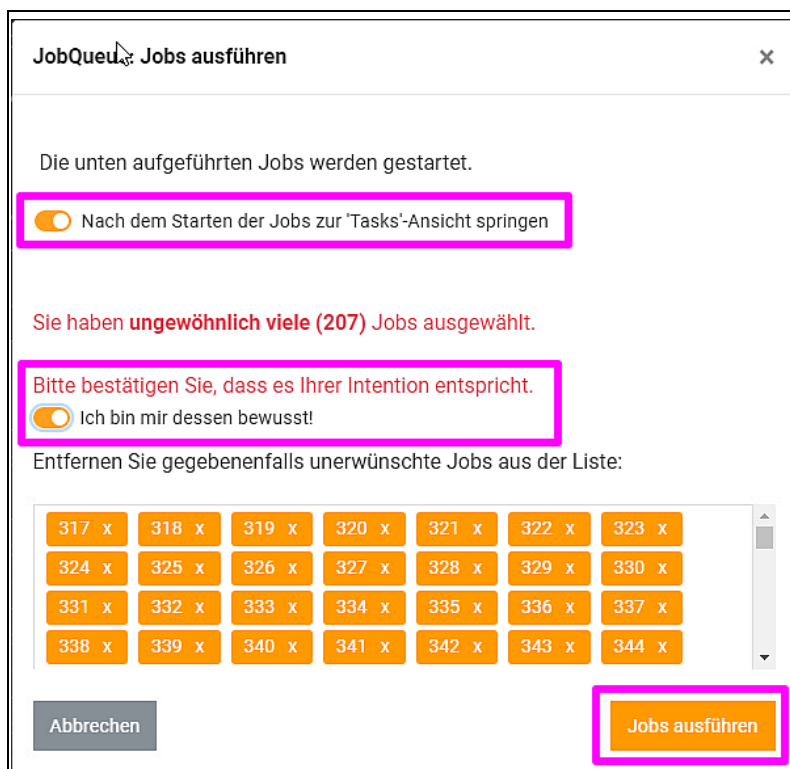 JobQueue: Jobs ausführen ×
Die unten aufgeführten Jobs werden gestartet.
Nach dem Starten der Jobs zur 'Tasks'-Ansicht springen
Sie haben ungewöhnlich viele (207) Jobs ausgewählt.
Bitte bestätigen Sie, dass es Ihrer Intention entspricht.
Ich bin mir dessen bewusst!
Entfernen Sie gegebenenfalls unerwünschte Jobs aus der Liste:
317 x 318 x 319 x 320 x 321 x 322 x 323 x
324 x 325 x 326 x 327 x 328 x 329 x 330 x
331 x 332 x 333 x 334 x 335 x 336 x 337 x
338 x 339 x 340 x 341 x 342 x 343 x 344 x
Abbrechen Jobs ausführen